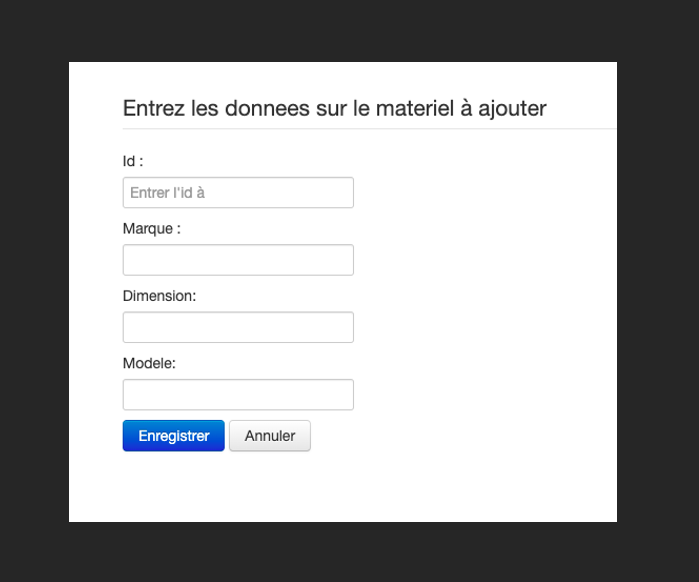 Entrez les donnees sur le materiel à ajouter
Id :
Entrer l'id à
Marque :
Dimension:
Modele:
Enregistrer Annuler